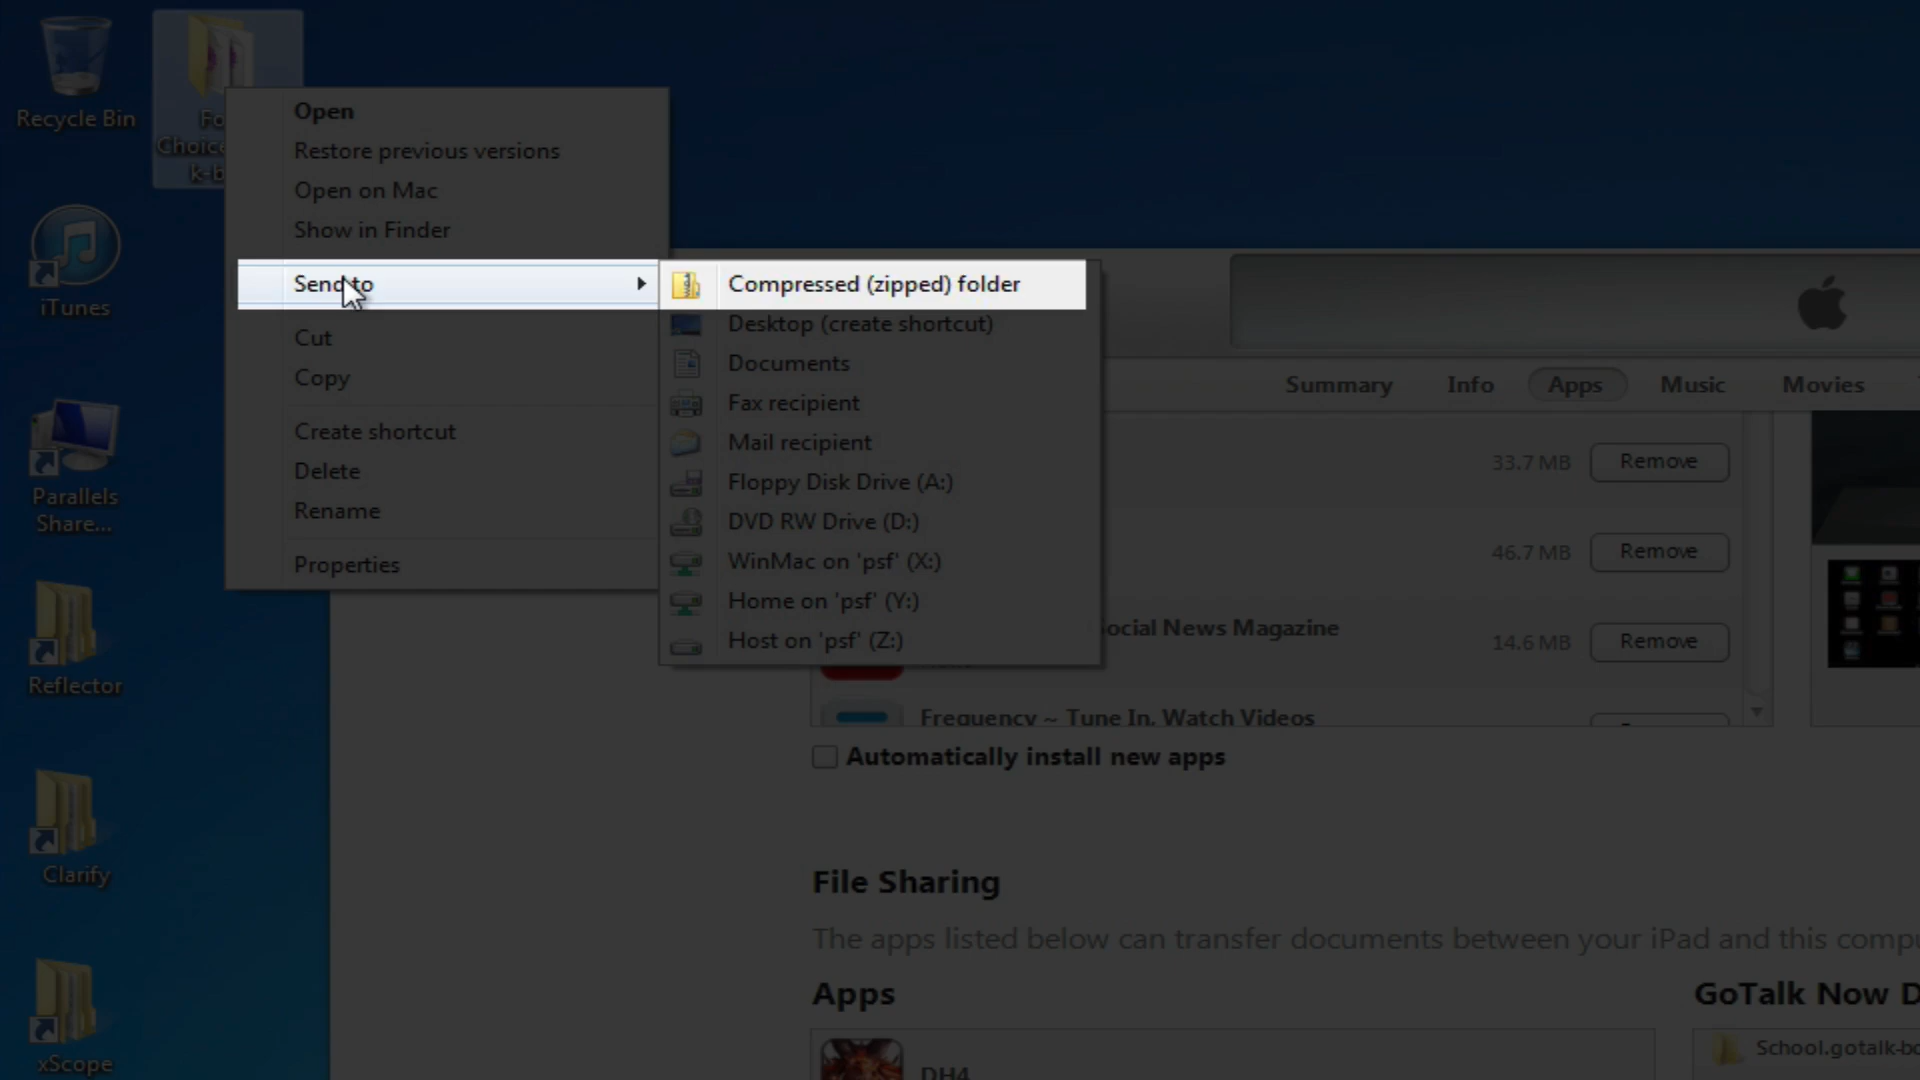 Recycle Bin
Fo
Choice
k-b
iTunes
Parallels
Share...
Reflector
Clarify
xScope
Open
Restore previous versions
Open on Mac
Show in Finder
Send to
Cut
Copy
Create shortcut
Delete
Rename
Properties
Compressed (zipped) folder
Desktop (create shortcut)
Documents
Fax recipient
Mail recipient
Floppy Disk Drive (A:)
DVD RW Drive (D:)
WinMac on 'psf' (X:)
Home on 'psf' (Y:)
Host on 'psf' (Z:)
Summary Info Apps Music Movies
33.7 MB Remove
46.7 MB Remove
Social News Magazine 14.6 MB Remove
Frequency ~ Tune In. Watch Videos
Automatically install new apps
File Sharing
The apps listed below can transfer documents between your iPad and this compu
Apps
GoTalk Now D
DH4
School.gotalk-bo